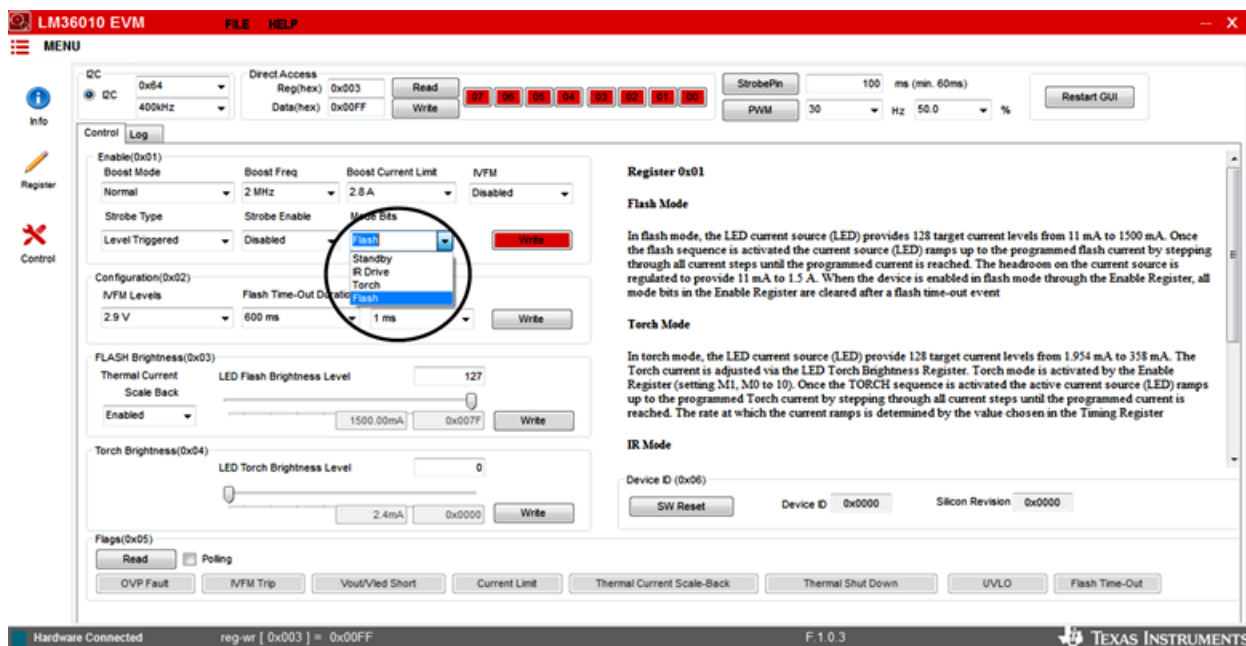 LM36010 EVM FILE HELP
MENU
I2C
I2C
0x64
400kHz
Direct Access
Reg(hex) 0x003 Read
Data(hex) 0x00FF Write
07 06 05 04 03 02 01 00
StrobePin 100 ms (min. 60ms)
PWM 30 Hz 50.0 %
Restart GUI
Info
Register
Control
Control Log
Enable(0x01)
Boost Mode Boost Freq Boost Current Limit IVFM
Normal 2 MHz 2.8 A Disabled
Strobe Type Strobe Enable Mode Bits
Level Triggered Disabled Flash Write
Standby
IR Drive
Torch
Flash
Configuration(0x02)
IVFM Levels Flash Time-Out
2.9 V 600 ms 1 ms Write
FLASH Brightness(0x03)
Thermal Current
Scale Back
Enabled
LED Flash Brightness Level 127
1500.00mA 0x007F Write
Torch Brightness(0x04)
LED Torch Brightness Level 0
2.4mA 0x0000 Write
Register 0x01
Flash Mode
In flash mode, the LED current source (LED) provides 128 target current levels from 11 mA to 1500 mA. Once
the flash sequence is activated the current source (LED) ramps up to the programmed flash current by stepping
through all current steps until the programmed current is reached. The headroom on the current source is
regulated to provide 11 mA to 1.5 A. When the device is enabled in flash mode through the Enable Register, all
mode bits in the Enable Register are cleared after a flash time-out event
Torch Mode
In torch mode, the LED current source (LED) provide 128 target current levels from 1.954 mA to 358 mA. The
Torch current is adjusted via the LED Torch Brightness Register. Torch mode is activated by the Enable
Register (setting M1, M0 to 10). Once the TORCH sequence is activated the active current source (LED) ramps
up to the programmed Torch current by stepping through all current steps until the programmed current is
reached. The rate at which the current ramps is determined by the value chosen in the Timing Register
IR Mode
Device ID (0x06)
SW Reset Device ID 0x0000 Silicon Revision 0x0000
Flags(0x05)
Read Polling
OVP Fault IVFM Trip Vout/Vled Short Current Limit Thermal Current Scale-Back Thermal Shut Down UVLO Flash Time-Out
Hardware Connected reg-wr [ 0x003 ] = 0x00FF F.1.0.3 TEXAS INSTRUMENTS